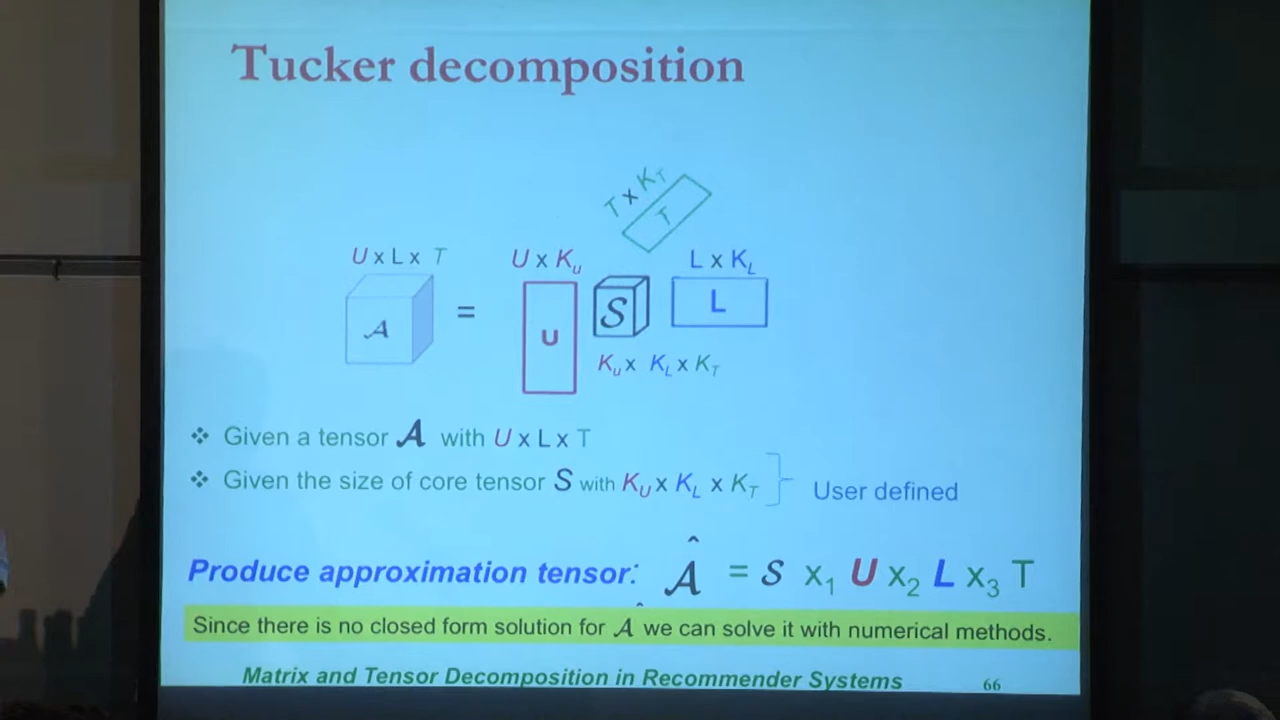 Tucker decomposition
T x K_T
T
U x L x T
U x K_u
L x K_L
A
=
U
S
L
K_u x K_L x K_T
❖ Given a tensor A with U x L x T
❖ Given the size of core tensor S with K_U x K_L x K_T
User defined
Produce approximation tensor: Â = S x₁ U x₂ L x₃ T
Since there is no closed form solution for Â we can solve it with numerical methods.
Matrix and Tensor Decomposition in Recommender Systems 66